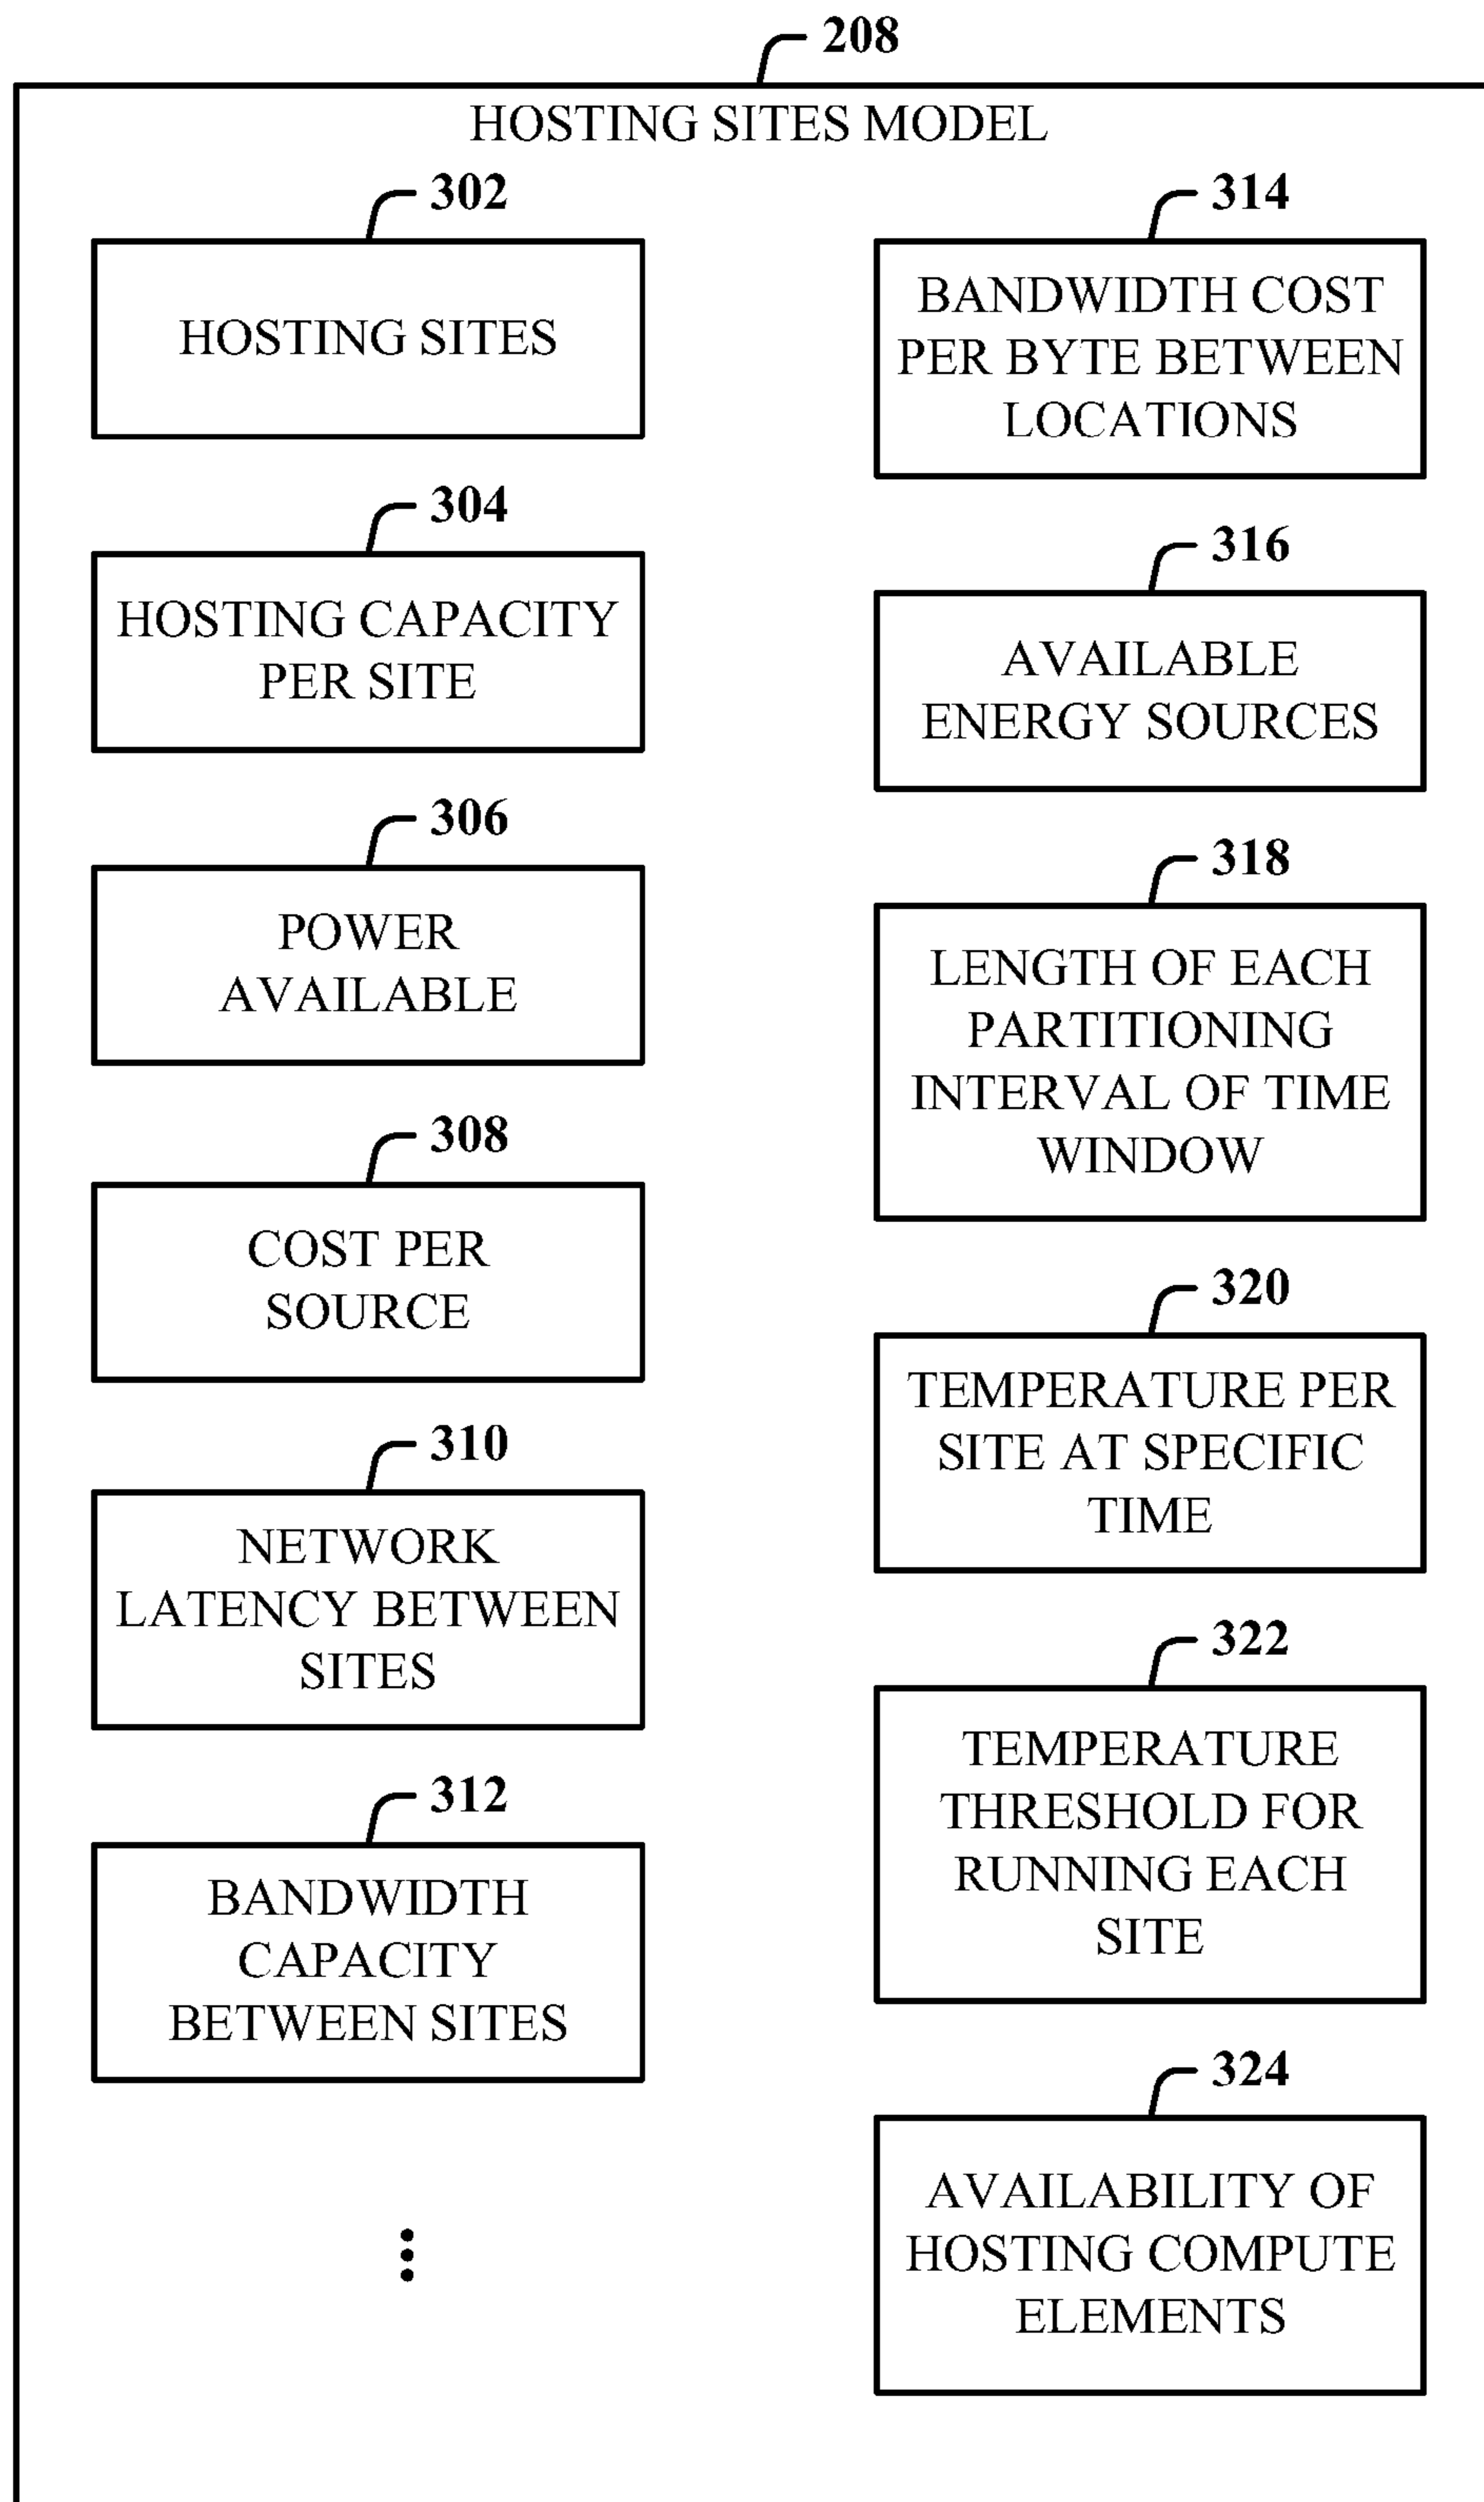 208
HOSTING SITES MODEL
302
HOSTING SITES
304
HOSTING CAPACITY
PER SITE
306
POWER
AVAILABLE
308
COST PER
SOURCE
310
NETWORK
LATENCY BETWEEN
SITES
312
BANDWIDTH
CAPACITY
BETWEEN SITES
314
BANDWIDTH COST
PER BYTE BETWEEN
LOCATIONS
316
AVAILABLE
ENERGY SOURCES
318
LENGTH OF EACH
PARTITIONING
INTERVAL OF TIME
WINDOW
320
TEMPERATURE PER
SITE AT SPECIFIC
TIME
322
TEMPERATURE
THRESHOLD FOR
RUNNING EACH
SITE
324
AVAILABILITY OF
HOSTING COMPUTE
ELEMENTS